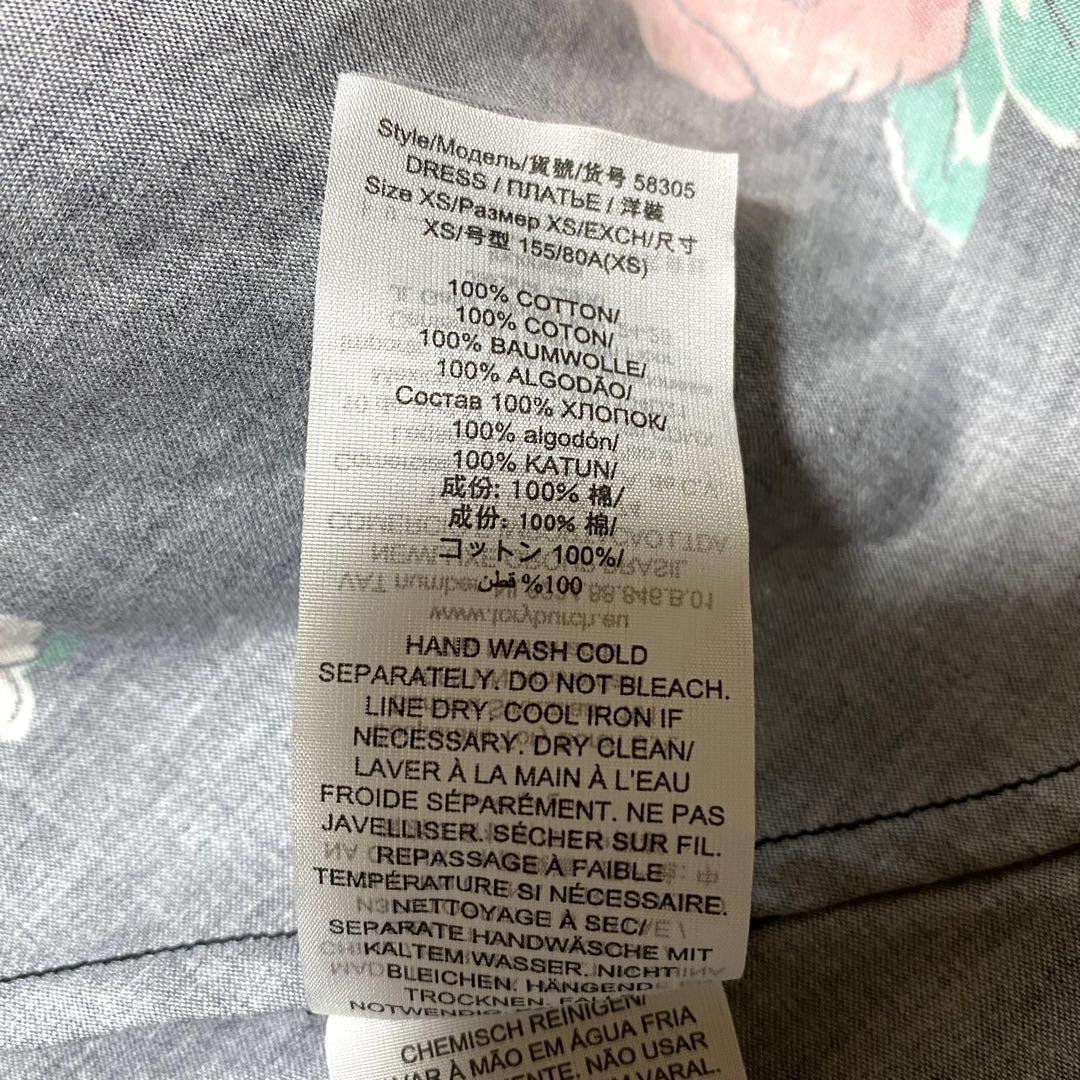 Style/Модель/貨號/货号 58305
DRESS / ПЛАТЬЕ / 洋裝
Size XS/Размер XS/EXCH/尺寸
XS/号型 155/80A(XS)
100% COTTON/
100% COTON/
100% BAUMWOLLE/
100% ALGODÃO/
Состав 100% ХЛОПОК/
100% algodón/
100% KATUN/
成份: 100% 棉/
成份: 100% 棉/
コットン 100%/
100% قطن
HAND WASH COLD
SEPARATELY. DO NOT BLEACH.
LINE DRY. COOL IRON IF
NECESSARY. DRY CLEAN/
LAVER À LA MAIN À L'EAU
FROIDE SÉPARÉMENT. NE PAS
JAVELLISER. SÉCHER SUR FIL.
REPASSAGE À FAIBLE
TEMPÉRATURE SI NÉCESSAIRE.
NETTOYAGE À SEC/
SEPARATE HANDWÄSCHE MIT
KALTEM WASSER. NICHT
BLEICHEN. HÄNGEND
TROCKNEN.
CHEMISCH REINIGEN/
À MÃO EM ÁGUA FRIA
NÃO USAR
VARAL.